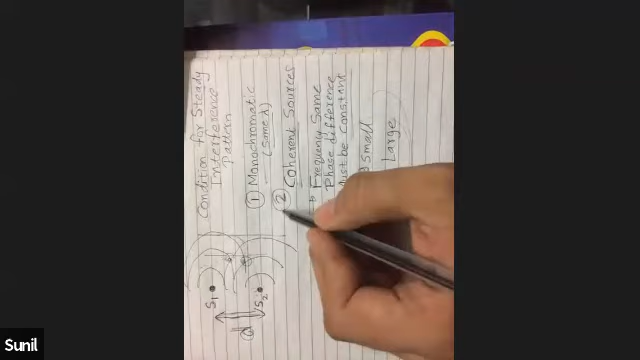 Condition for Steady
Interference
Pattern
① Monochromatic
(same λ)
② Coherent Sources
→ Frequency Same
Phase difference
Must be constant
small
Large
S1
S2
d
Sunil